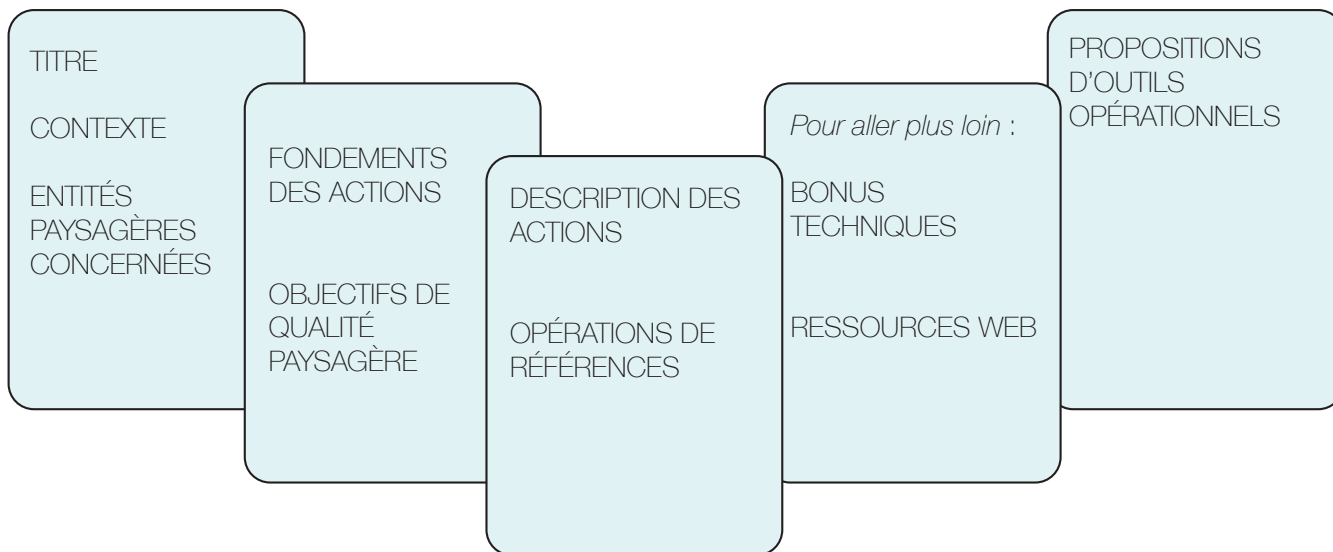 TITRE
CONTEXTE
ENTITÉS
PAYSAGÈRES
CONCERNÉES
FONDEMENTS
DES ACTIONS
OBJECTIFS DE
QUALITÉ
PAYSAGÈRE
DESCRIPTION DES
ACTIONS
OPÉRATIONS DE
RÉFÉRENCES
Pour aller plus loin :
BONUS
TECHNIQUES
RESSOURCES WEB
PROPOSITIONS
D'OUTILS
OPÉRATIONNELS